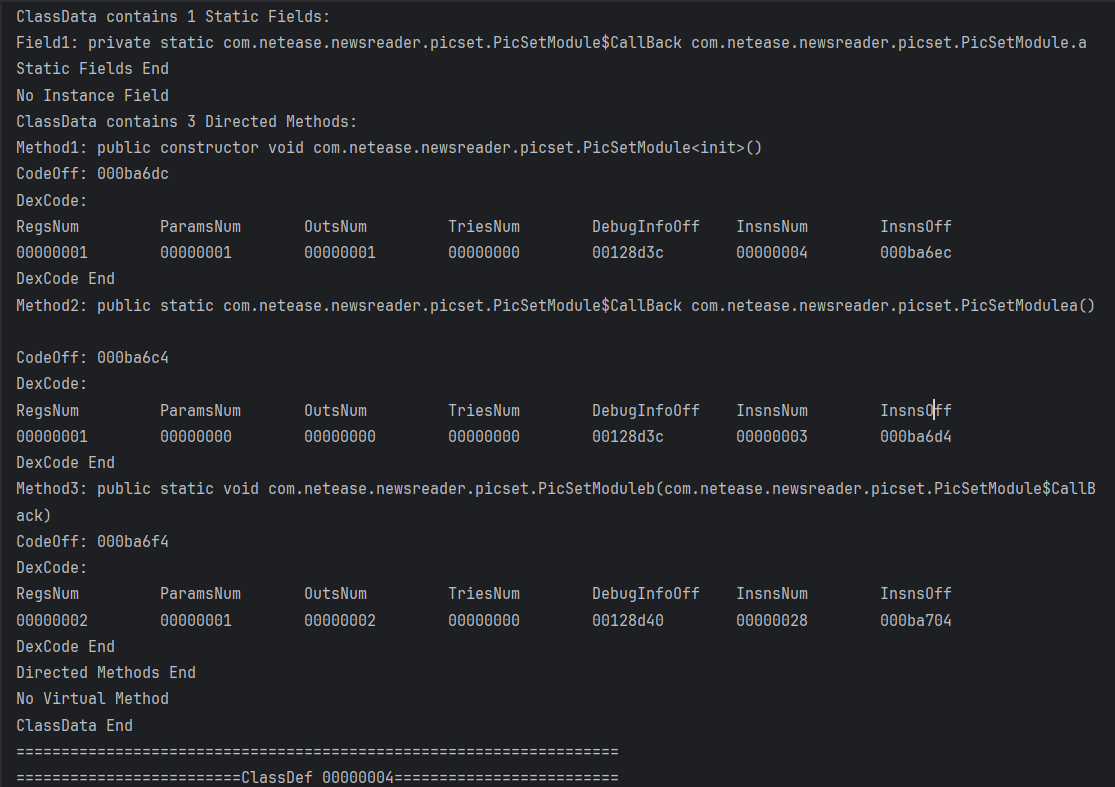 ClassData contains 1 Static Fields:
Field1: private static com.netease.newsreader.picset.PicSetModule$CallBack com.netease.newsreader.picset.PicSetModule.a
Static Fields End
No Instance Field
ClassData contains 3 Directed Methods:
Method1: public constructor void com.netease.newsreader.picset.PicSetModule<init>()
CodeOff: 000ba6dc
DexCode:
RegsNum ParamsNum OutsNum TriesNum DebugInfoOff InsnsNum InsnsOff
00000001 00000001 00000001 00000000 00128d3c 00000004 000ba6ec
DexCode End
Method2: public static com.netease.newsreader.picset.PicSetModule$CallBack com.netease.newsreader.picset.PicSetModulea()
CodeOff: 000ba6c4
DexCode:
RegsNum ParamsNum OutsNum TriesNum DebugInfoOff InsnsNum InsnsOff
00000001 00000000 00000000 00000000 00128d3c 00000003 000ba6d4
DexCode End
Method3: public static void com.netease.newsreader.picset.PicSetModuleb(com.netease.newsreader.picset.PicSetModule$CallB
ack)
CodeOff: 000ba6f4
DexCode:
RegsNum ParamsNum OutsNum TriesNum DebugInfoOff InsnsNum InsnsOff
00000002 00000001 00000002 00000000 00128d40 00000028 000ba704
DexCode End
Directed Methods End
No Virtual Method
ClassData End
===================================================================
=========================ClassDef 00000004=========================